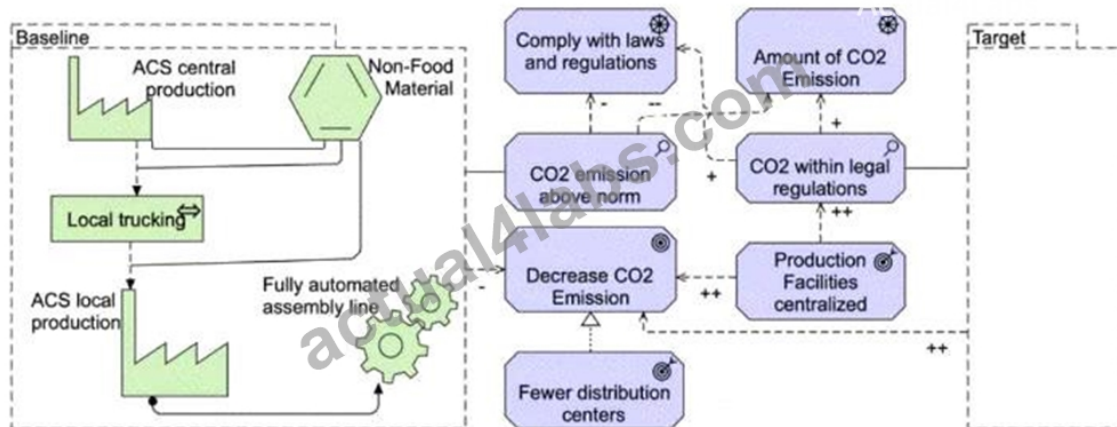 Baseline
ACS central
production
Non-Food
Material
Local trucking
ACS local
production
Fully automated
assembly line
Comply with laws
and regulations
Amount of CO2
Emission
-
--
+
+
CO2 emission
above norm
CO2 within legal
regulations
++
Decrease CO2
Emission
-
++
Production
Facilities
centralized
++
Fewer distribution
centers
Target
actual4labs.com